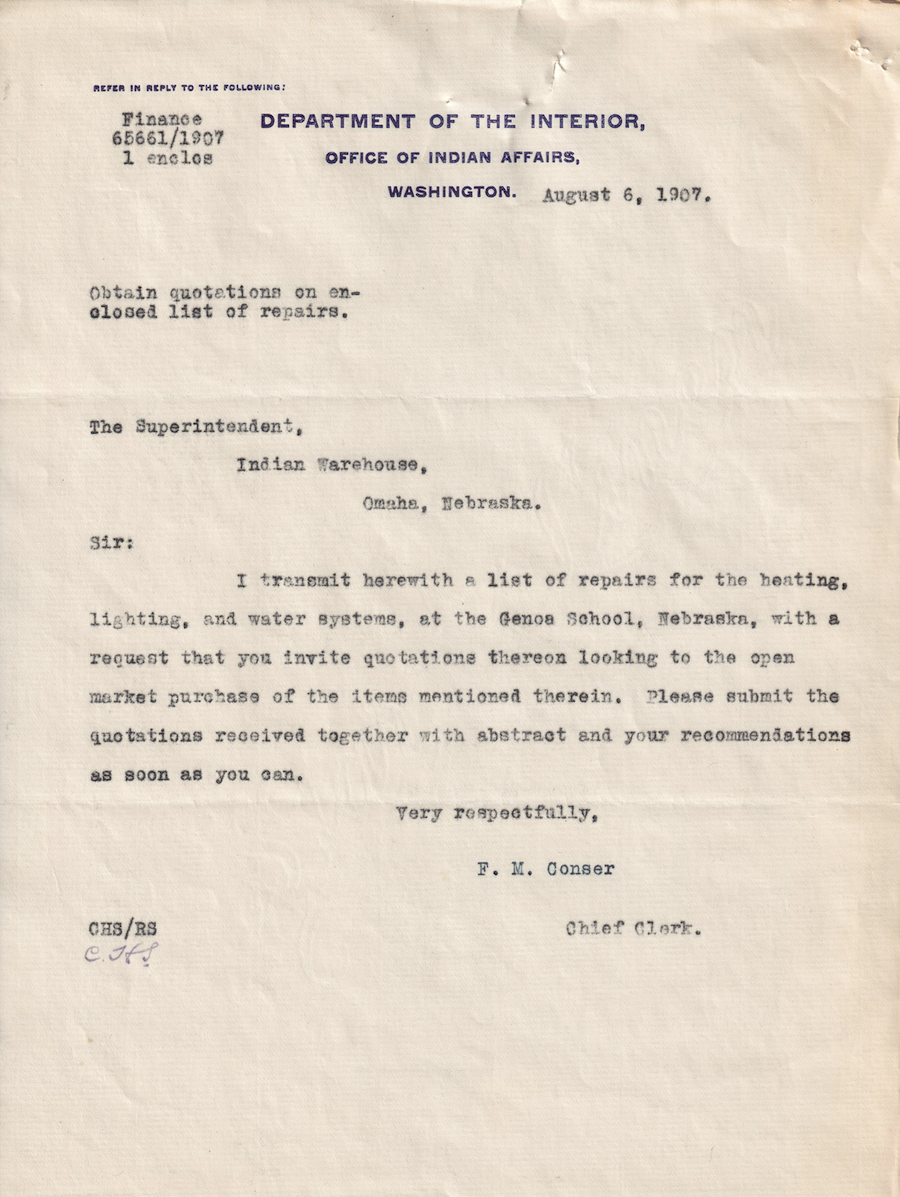 REFER IN REPLY TO THE FOLLOWING:
Finance
65661/1907
1 enclos
DEPARTMENT OF THE INTERIOR,
OFFICE OF INDIAN AFFAIRS,
WASHINGTON. August 6, 1907.
Obtain quotations on en-
closed list of repairs.
The Superintendent,
Indian Warehouse,
Omaha, Nebraska.
Sir:
I transmit herewith a list of repairs for the heating,
lighting, and water systems, at the Genoa School, Nebraska, with a
request that you invite quotations thereon looking to the open
market purchase of the items mentioned therein. Please submit the
quotations received together with abstract and your recommendations
as soon as you can.
Very respectfully,
F. M. Conser
CHS/RS Chief Clerk.
C.H.S.